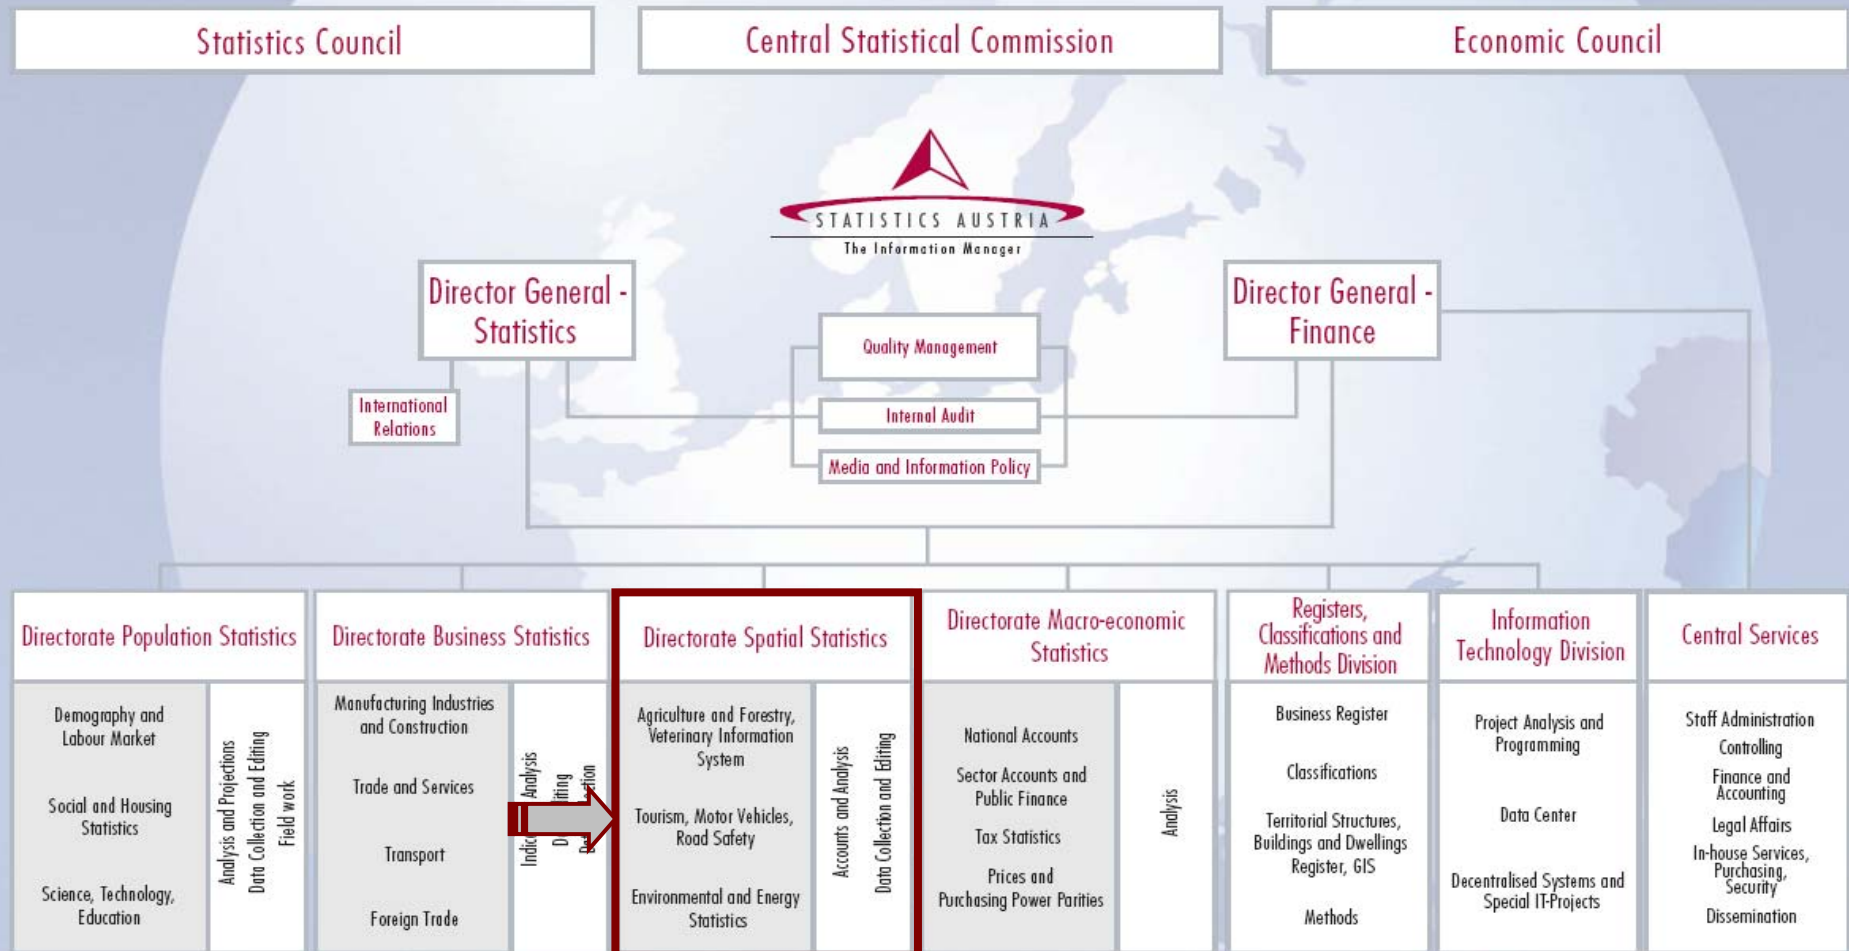 Statistics Council
Central Statistical Commission
Economic Council
STATISTICS AUSTRIA
The Information Manager
Director General -
Statistics
Director General -
Finance
Quality Management
International
Relations
Internal Audit
Media and Information Policy
Directorate Population Statistics
Demography and
Labour Market
Social and Housing
Statistics
Science, Technology,
Education
Analysis and Projections
Data Collection and Editing
Field work
Directorate Business Statistics
Manufacturing Industries
and Construction
Trade and Services
Transport
Foreign Trade
Analysis
Directorate Spatial Statistics
Agriculture and Forestry,
Veterinary Information
System
Tourism, Motor Vehicles,
Road Safety
Environmental and Energy
Statistics
Accounts and Analysis
Data Collection and Editing
Directorate Macro-economic
Statistics
National Accounts
Sector Accounts and
Public Finance
Tax Statistics
Prices and
Purchasing Power Parities
Analysis
Registers,
Classifications and
Methods Division
Business Register
Classifications
Territorial Structures,
Buildings and Dwellings
Register, GIS
Methods
Information
Technology Division
Project Analysis and
Programming
Data Center
Decentralised Systems and
Special IT-Projects
Central Services
Staff Administration
Controlling
Finance and
Accounting
Legal Affairs
In-house Services,
Purchasing,
Security
Dissemination